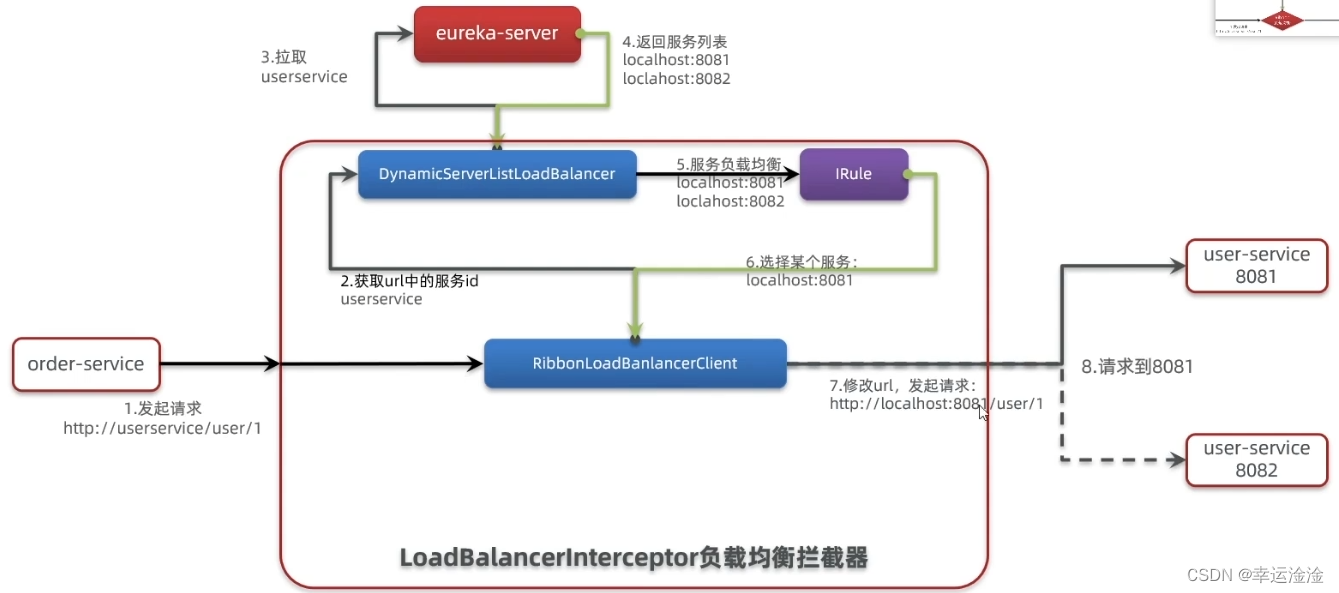 eureka-server
3.拉取
userservice
4.返回服务列表
localhost:8081
loclahost:8082
DynamicServerListLoadBalancer
5.服务负载均衡
localhost:8081
loclahost:8082
IRule
2.获取url中的服务id
userservice
6.选择某个服务：
localhost:8081
user-service
8081
order-service
1.发起请求
http://userservice/user/1
RibbonLoadBanlancerClient
7.修改url，发起请求：
http://localhost:8081/user/1
8.请求到8081
user-service
8082
LoadBalancerInterceptor负载均衡拦截器
CSDN @幸运淦淦